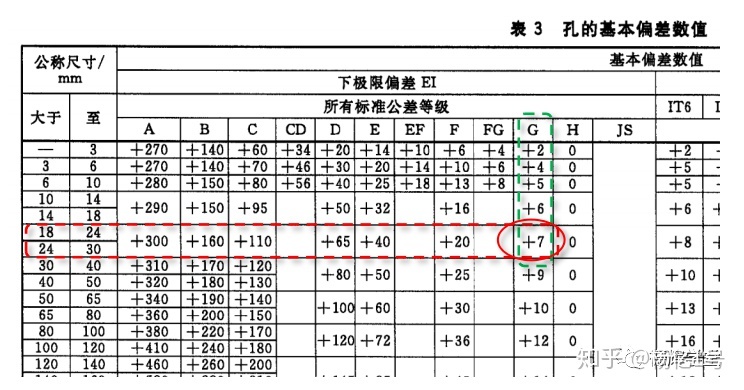 表 3 孔的基本偏差数值
公称尺寸/ 基本偏差数值
mm
下极限偏差 EI
大于 至 所有标准公差等级 IT6
A B C CD D E EF F FG G H JS
— 3 +270 +140 +60 +34 +20 +14 +10 +6 +4 +2 0 +2
3 6 +270 +140 +70 +46 +30 +20 +14 +10 +6 +4 0 +5
6 10 +280 +150 +80 +56 +40 +25 +18 +13 +8 +5 0 +5
10 14
+290 +150 +95 +50 +32 +16 +6 0 +6
14 18
18 24
+300 +160 +110 +65 +40 +20 +7 0 +8
24 30
30 40 +310 +170 +120
+80 +50 +25 +9 0 +10
40 50 +320 +180 +130
50 65 +340 +190 +140
+100 +60 +30 +10 0 +13
65 80 +360 +200 +150
80 100 +380 +220 +170
+120 +72 +36 +12 0 +16
100 120 +410 +240 +180
120 140 +460 +260 +200
知乎